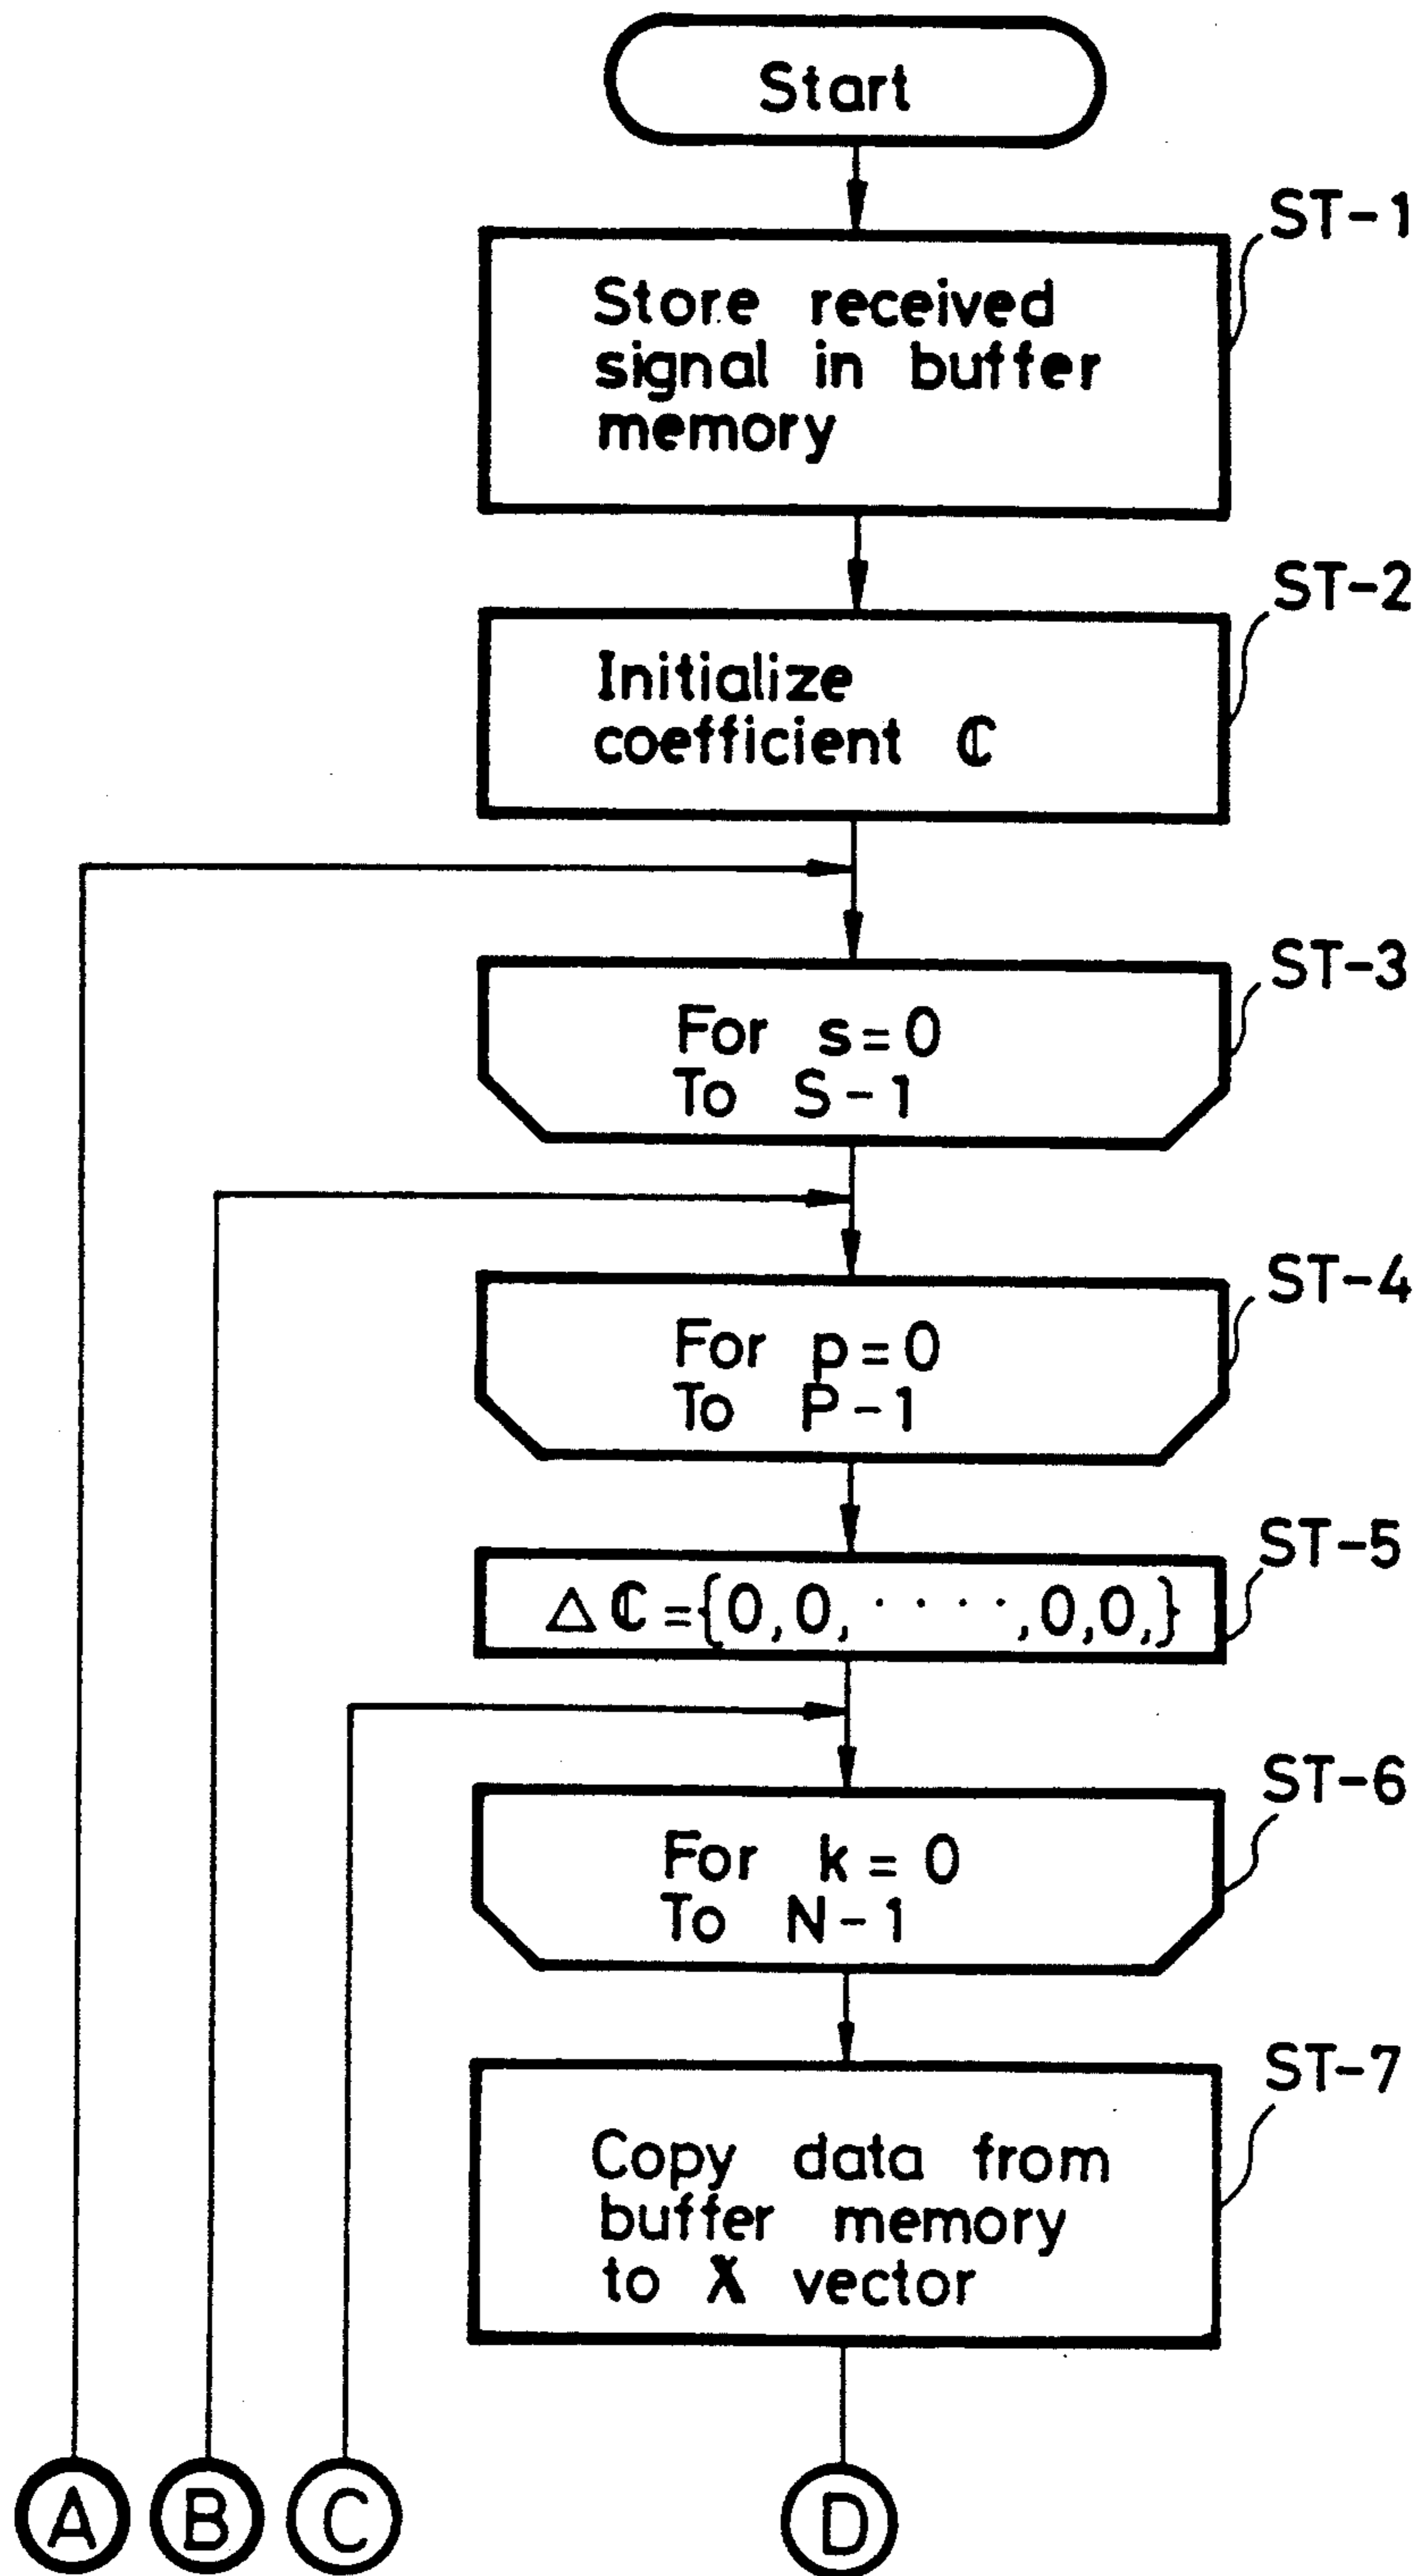 Start
ST-1
Store received
signal in buffer
memory
ST-2
Initialize
coefficient ℂ
ST-3
For s=0
To S-1
ST-4
For p=0
To P-1
ST-5
△ℂ={0,0,·····,0,0,}
ST-6
For k=0
To N-1
ST-7
Copy data from
buffer memory
to 𝕏 vector
A B C D